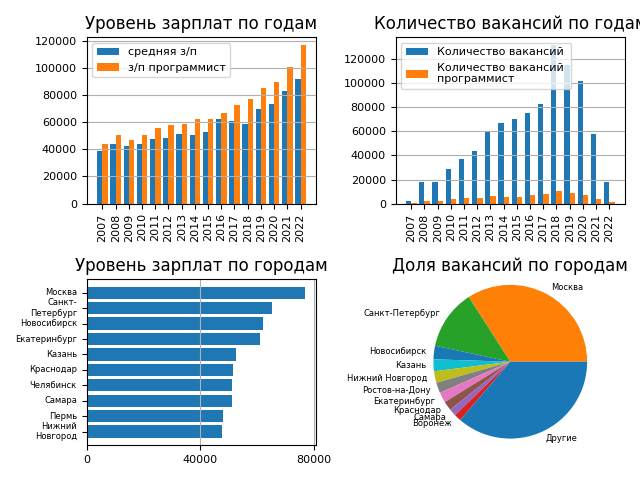 Уровень зарплат по годам
120000
100000
80000
60000
40000
20000
0
средняя з/п
з/п программист
2007 2008 2009 2010 2011 2012 2013 2014 2015 2016 2017 2018 2019 2020 2021 2022
Количество вакансий по годам
120000
100000
80000
60000
40000
20000
0
Количество вакансий
Количество вакансий
программист
2007 2008 2009 2010 2011 2012 2013 2014 2015 2016 2017 2018 2019 2020 2021 2022
Уровень зарплат по городам
Москва
Санкт-
Петербург
Новосибирск
Екатеринбург
Казань
Краснодар
Челябинск
Самара
Пермь
Нижний
Новгород
0 40000 80000
Доля вакансий по городам
Москва
Санкт-Петербург
Новосибирск
Казань
Нижний Новгород
Ростов-на-Дону
Екатеринбург
Краснодар
Самара
Воронеж
Другие